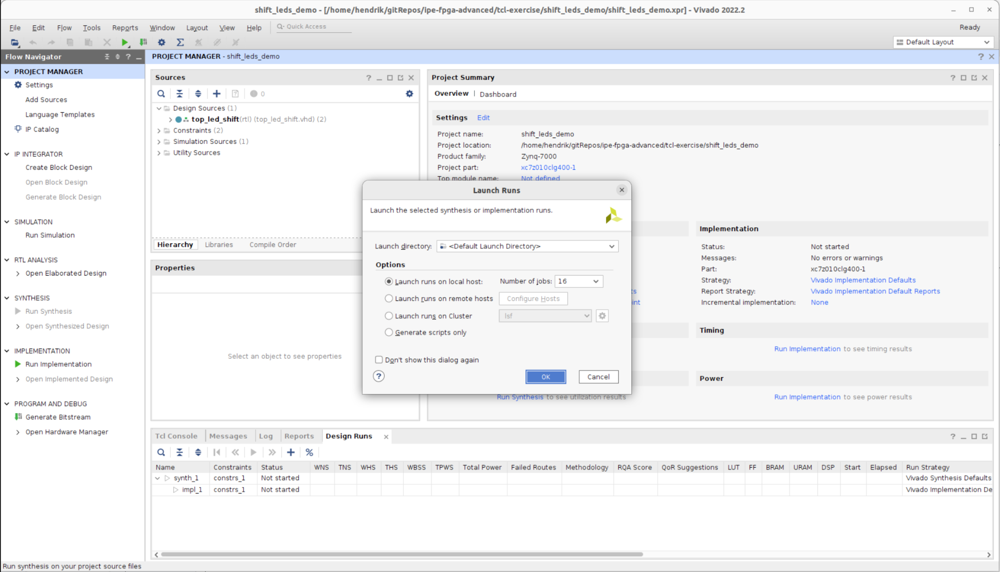 shift_leds_demo - [/home/hendrik/gitRepos/ipe-fpga-advanced/tcl-exercise/shift_leds_demo/shift_leds_demo.xpr] - Vivado 2022.2
File Edit Flow Tools Reports Window Layout View Help Quick Access Ready
Default Layout
Flow Navigator
PROJECT MANAGER
Settings
Add Sources
Language Templates
IP Catalog
IP INTEGRATOR
Create Block Design
Open Block Design
Generate Block Design
SIMULATION
Run Simulation
RTL ANALYSIS
Open Elaborated Design
SYNTHESIS
Run Synthesis
Open Synthesized Design
IMPLEMENTATION
Run Implementation
Open Implemented Design
PROGRAM AND DEBUG
Generate Bitstream
Open Hardware Manager
PROJECT MANAGER - shift_leds_demo
Sources
0
Design Sources (1)
top_led_shift(rtl) (top_led_shift.vhd) (2)
Constraints (2)
Simulation Sources (1)
Utility Sources
Hierarchy Libraries Compile Order
Properties
Select an object to see properties
Project Summary
Overview | Dashboard
Settings Edit
Project name: shift_leds_demo
Project location: /home/hendrik/gitRepos/ipe-fpga-advanced/tcl-exercise/shift_leds_demo
Product family: Zynq-7000
Project part: xc7z010clg400-1
Top module name: Not defined
Implementation
Status: Not started
Messages: No errors or warnings
Part: xc7z010clg400-1
Strategy: Vivado Implementation Defaults
Report Strategy: Vivado Implementation Default Reports
Incremental implementation: None
Timing
Run Implementation to see timing results
Power
Run Synthesis to see utilization results
Run Implementation to see power results
Launch Runs
Launch the selected synthesis or implementation runs.
Launch directory: <Default Launch Directory>
Options
Launch runs on local host: Number of jobs: 16
Launch runs on remote hosts Configure Hosts
Launch runs on Cluster lsf
Generate scripts only
Don't show this dialog again
? OK Cancel
Tcl Console Messages Log Reports Design Runs
Name Constraints Status WNS TNS WHS THS WBSS TPWS Total Power Failed Routes Methodology RQA Score QoR Suggestions LUT FF BRAM URAM DSP Start Elapsed Run Strategy
synth_1 constrs_1 Not started Vivado Synthesis Defaults
impl_1 constrs_1 Not started Vivado Implementation De
Run synthesis on your project source files